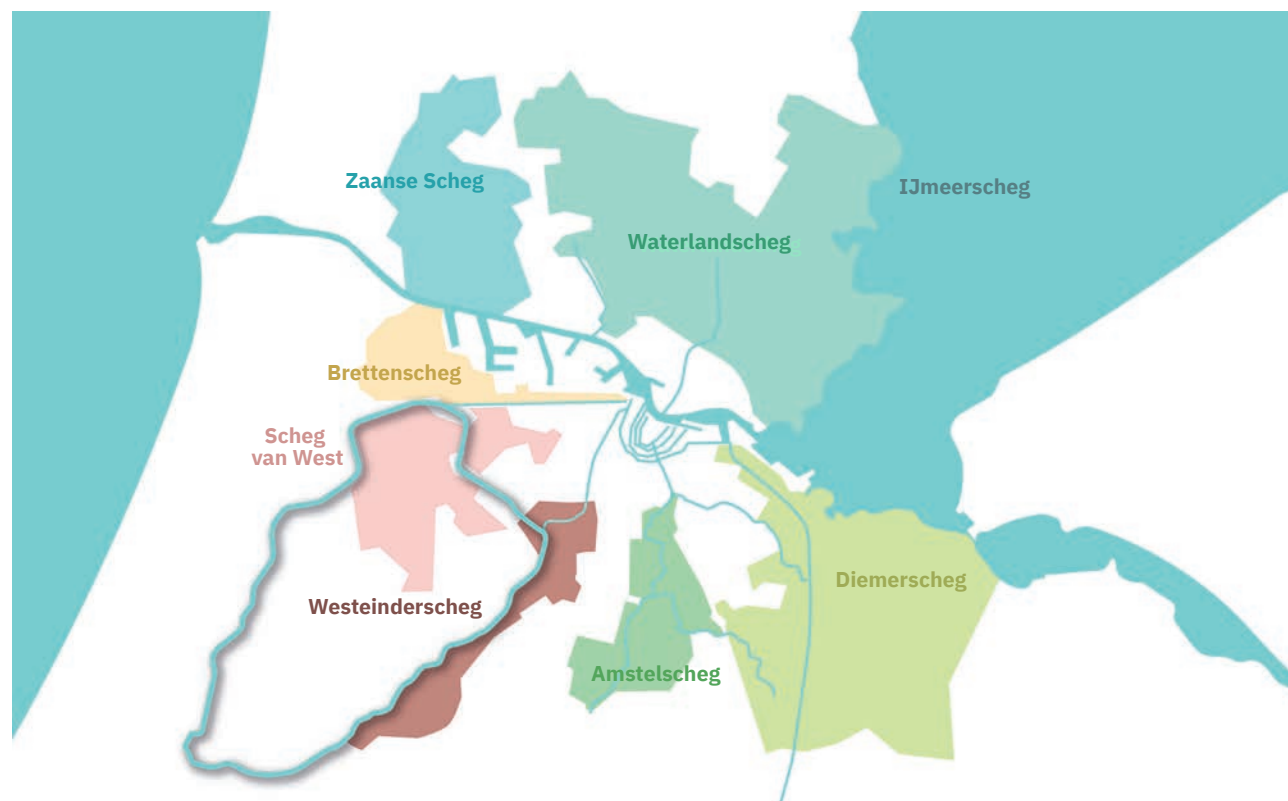 Zaanse Scheg
IJmeerscheg
Waterlandscheg
Brettenscheg
Scheg
van West
Diemerscheg
Westeinderscheg
Amstelscheg